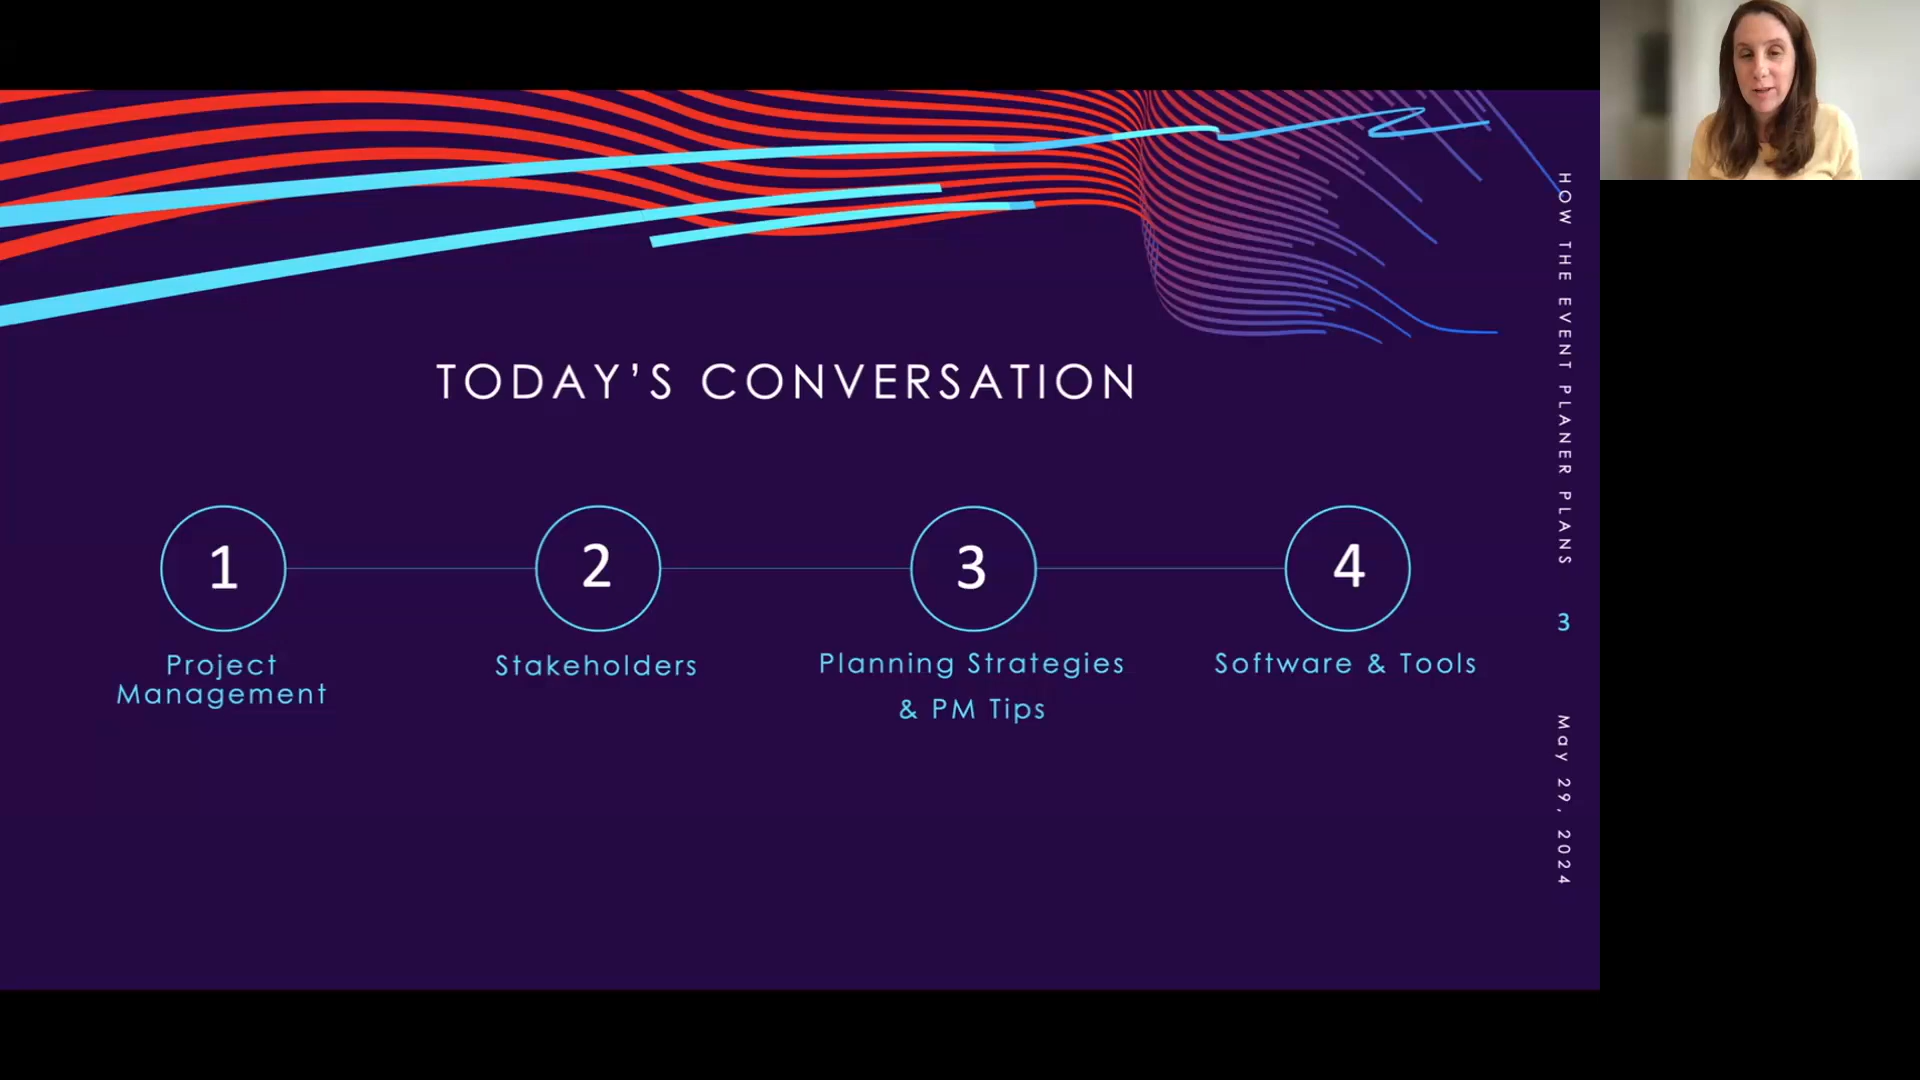 TODAY’S CONVERSATION
1
Project
Management
2
Stakeholders
3
Planning Strategies
& PM Tips
4
Software & Tools
HOW THE EVENT PLANER PLANS
3
May 29, 2024